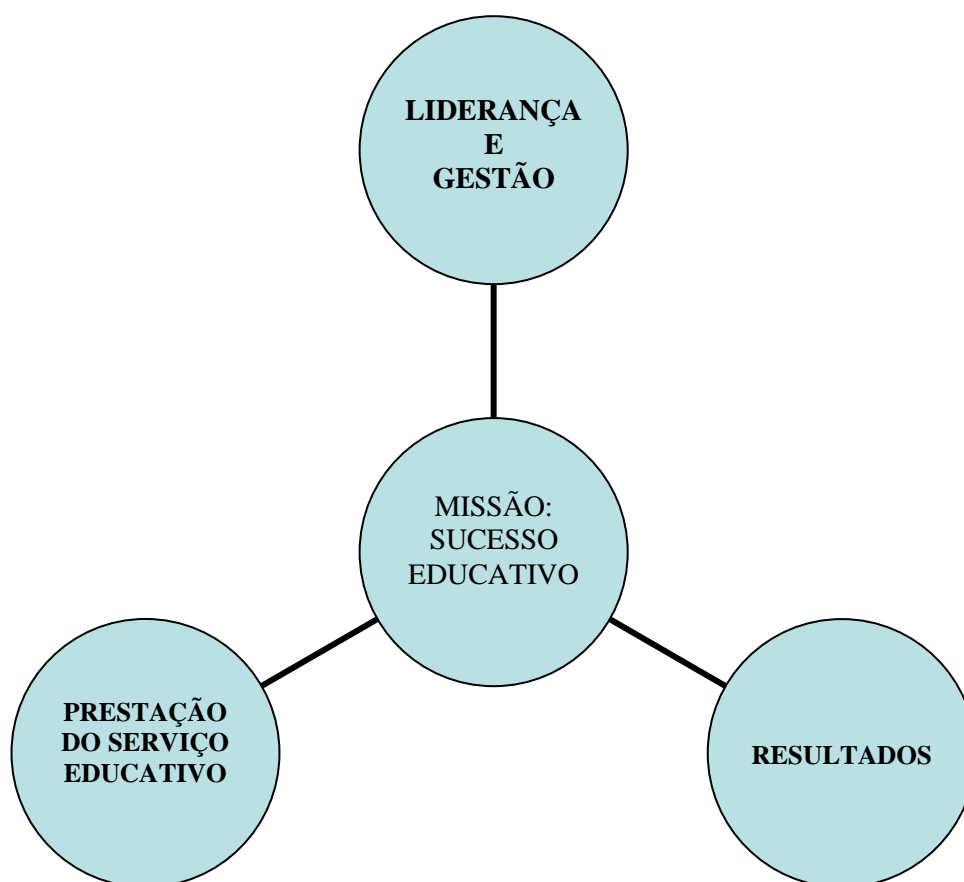 LIDERANÇA
E
GESTÃO
MISSÃO:
SUCESSO
EDUCATIVO
PRESTAÇÃO
DO SERVIÇO
EDUCATIVO
RESULTADOS